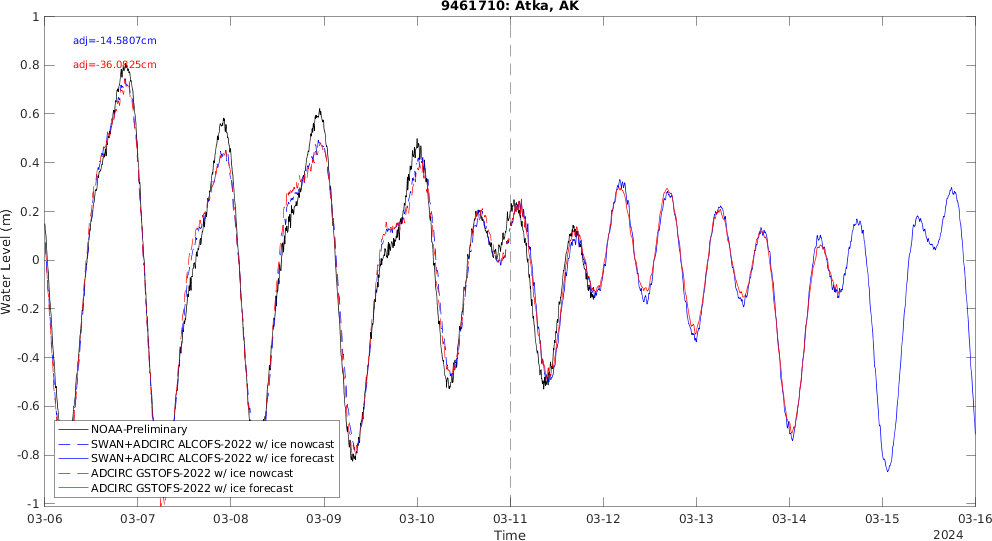 9461710: Atka, AK
adj=-14.5807cm
adj=-36.0825cm
Water Level (m)
1
0.8
0.6
0.4
0.2
0
-0.2
-0.4
-0.6
-0.8
-1
NOAA-Preliminary
SWAN+ADCIRC ALCOFS-2022 w/ ice nowcast
SWAN+ADCIRC ALCOFS-2022 w/ ice forecast
ADCIRC GSTOFS-2022 w/ ice nowcast
ADCIRC GSTOFS-2022 w/ ice forecast
03-06 03-07 03-08 03-09 03-10 03-11 03-12 03-13 03-14 03-15 03-16
Time
2024